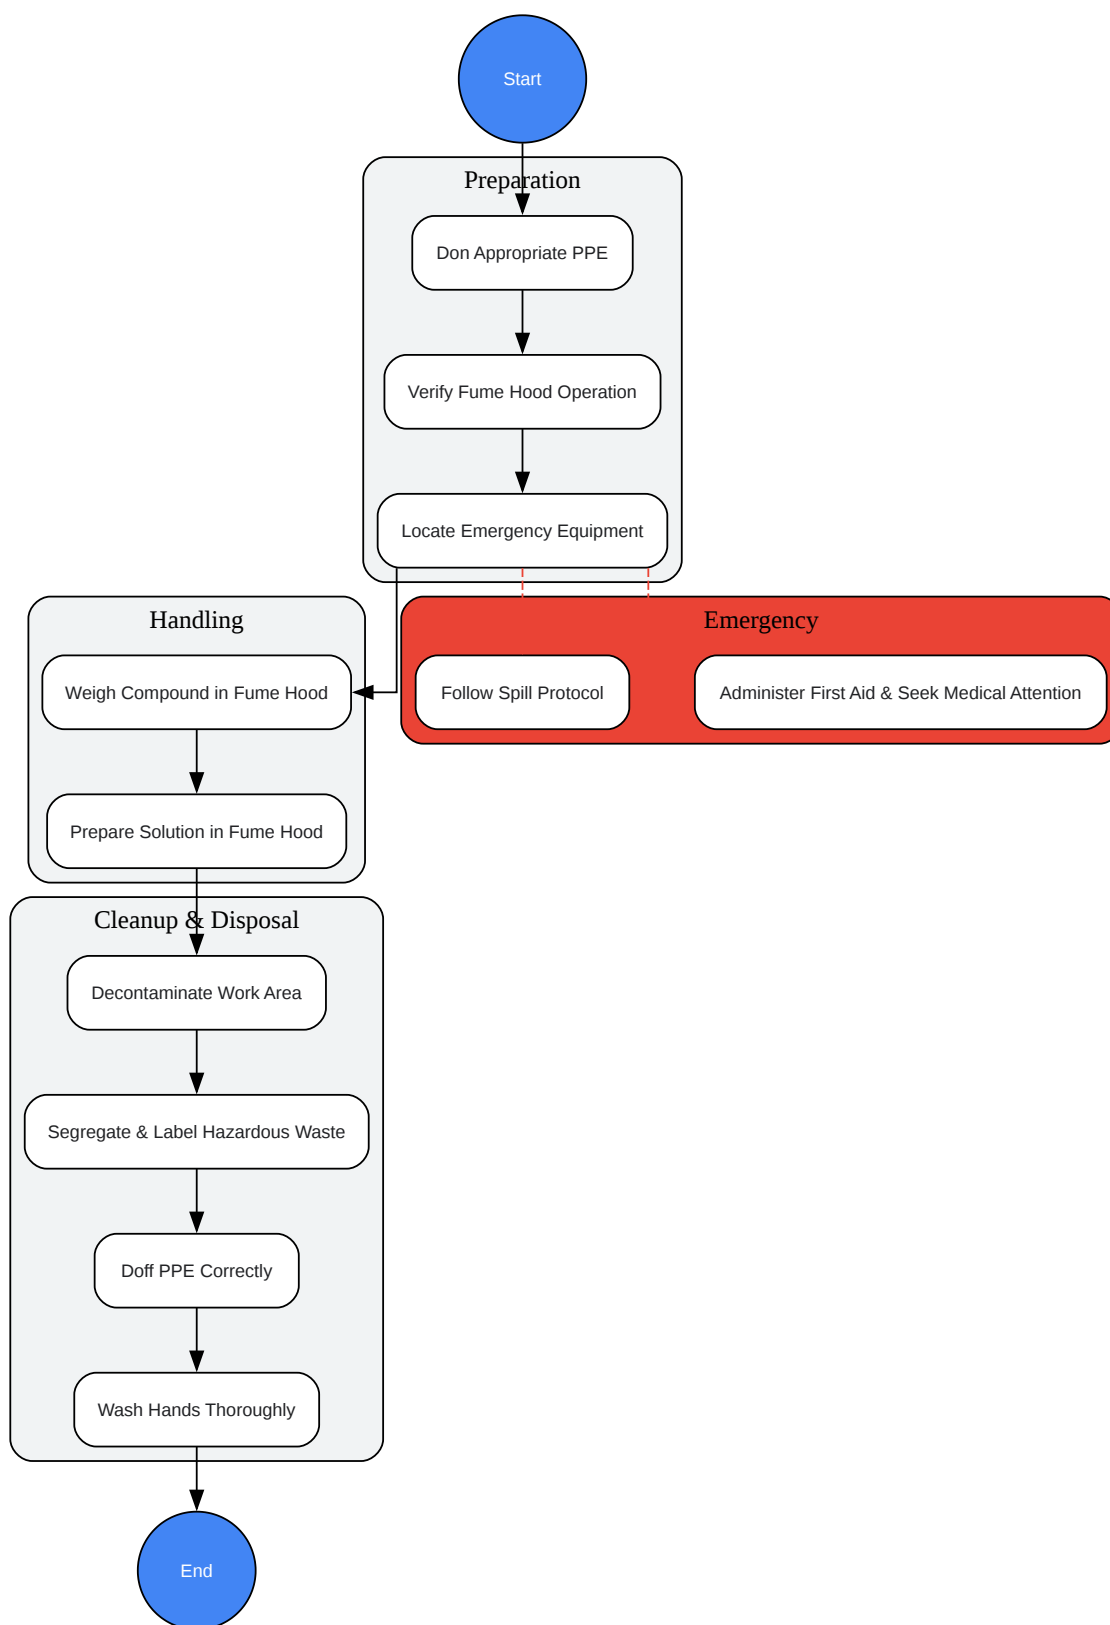 Start
Preparation
Don Appropriate PPE
Verify Fume Hood Operation
Locate Emergency Equipment
Handling
Weigh Compound in Fume Hood
Prepare Solution in Fume Hood
Emergency
Follow Spill Protocol
Administer First Aid & Seek Medical Attention
Cleanup & Disposal
Decontaminate Work Area
Segregate & Label Hazardous Waste
Doff PPE Correctly
Wash Hands Thoroughly
End